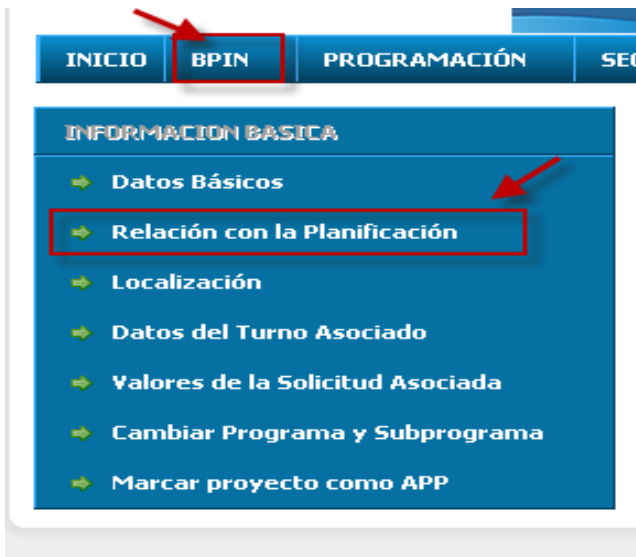 INICIO BPIN PROGRAMACIÓN
INFORMACION BASICA
Datos Básicos
Relación con la Planificación
Localización
Datos del Turno Asociado
Valores de la Solicitud Asociada
Cambiar Programa y Subprograma
Marcar proyecto como APP